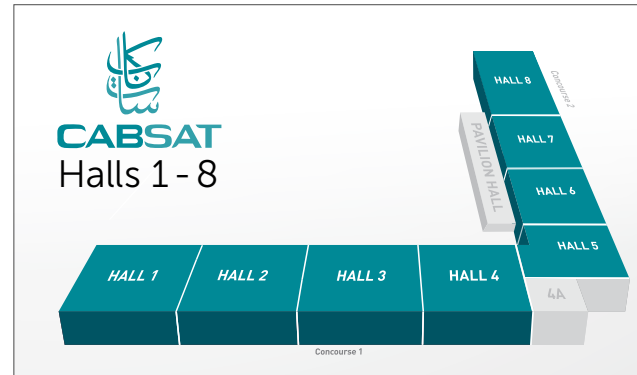 كابسات
CABSAT
Halls 1 - 8
HALL 8
Concourse 2
HALL 7
PAVILION HALL
HALL 6
HALL 5
HALL 1
HALL 2
HALL 3
HALL 4
4A
Concourse 1